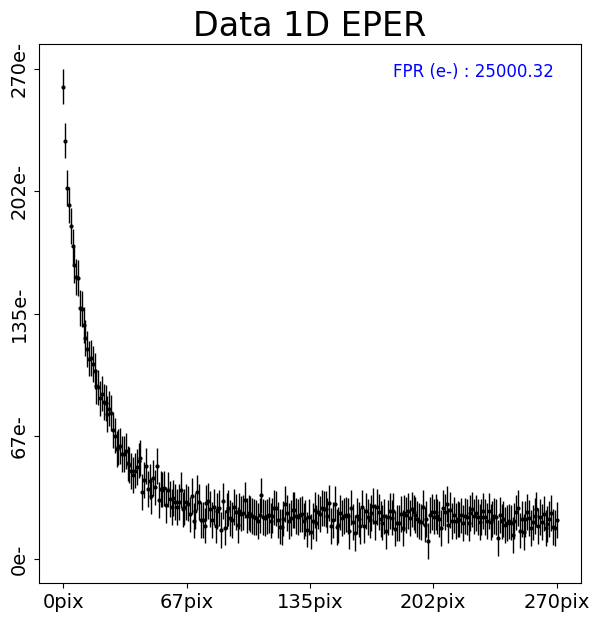 Data 1D EPER
FPR (e-) : 25000.32
270e-
202e-
135e-
67e-
0e-
0pix 67pix 135pix 202pix 270pix